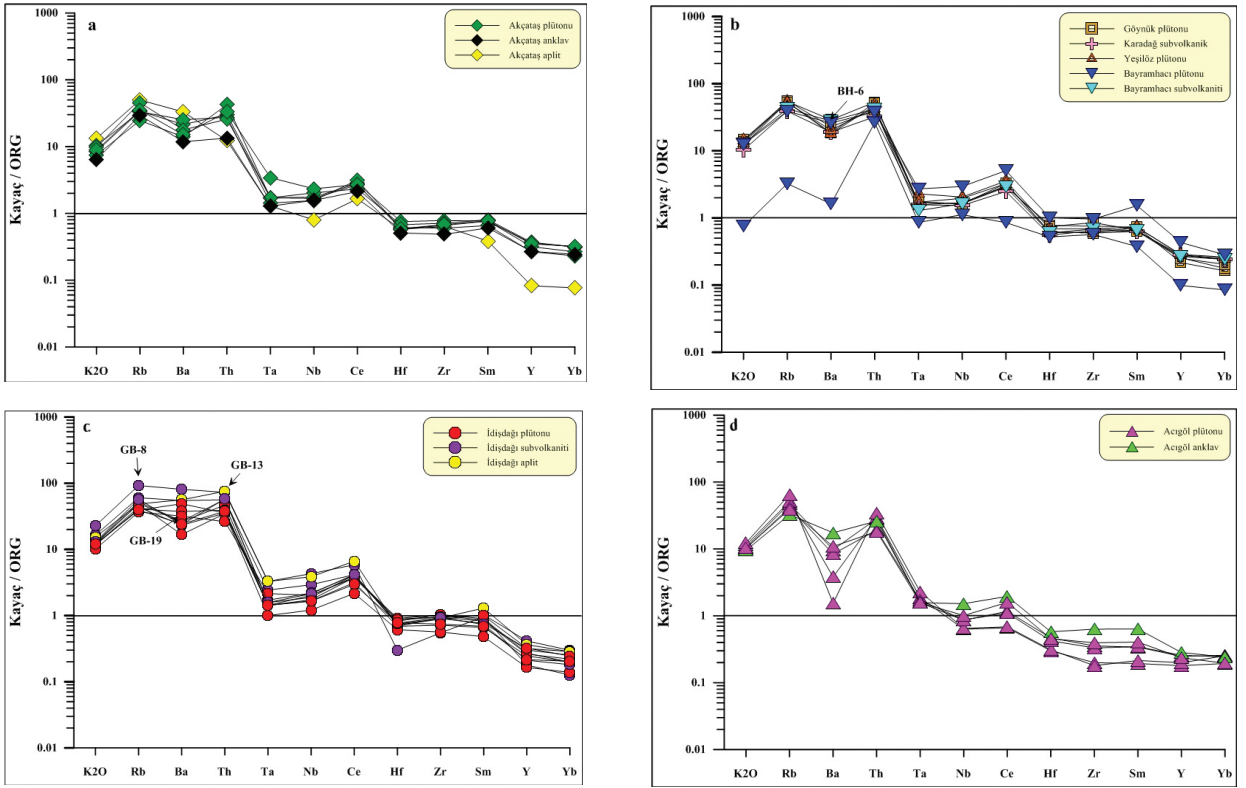 a
Kayaç / ORG
1000
100
10
1
0.1
0.01
K2O Rb Ba Th Ta Nb Ce Hf Zr Sm Y Yb
Akçataş plütonu
Akçataş anklav
Akçataş aplit
b
Kayaç / ORG
1000
100
10
1
0.1
0.01
K2O Rb Ba Th Ta Nb Ce Hf Zr Sm Y Yb
Göynük plütonu
Karadağ subvolkanik
Yeşilöz plütonu
Bayramhacı plütonu
Bayramhacı subvolkaniti
BH-6
c
Kayaç / ORG
1000
100
10
1
0.1
0.01
K2O Rb Ba Th Ta Nb Ce Hf Zr Sm Y Yb
İdişdağı plütonu
İdişdağı subvolkaniti
İdişdağı aplit
GB-8
GB-13
GB-19
d
Kayaç / ORG
1000
100
10
1
0.1
0.01
K2O Rb Ba Th Ta Nb Ce Hf Zr Sm Y Yb
Acıgöl plütonu
Acıgöl anklav